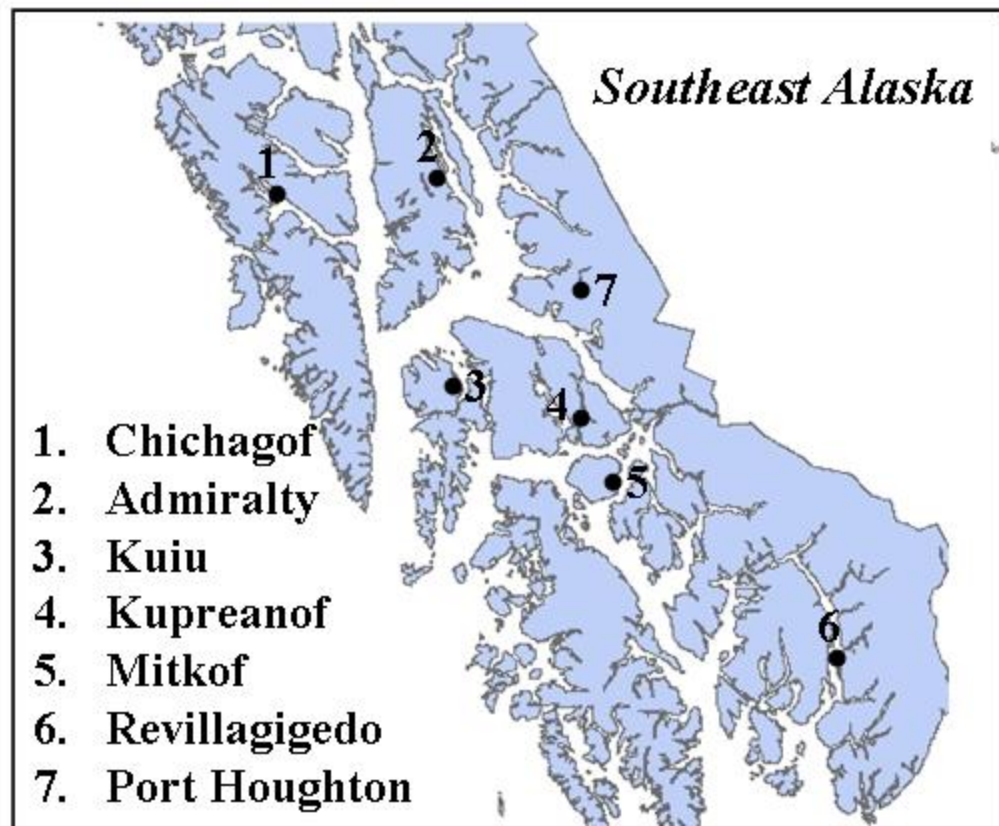 Southeast Alaska
1
2
7
3
4
5
6
1. Chichagof
2. Admiralty
3. Kuiu
4. Kupreanof
5. Mitkof
6. Revillagigedo
7. Port Houghton